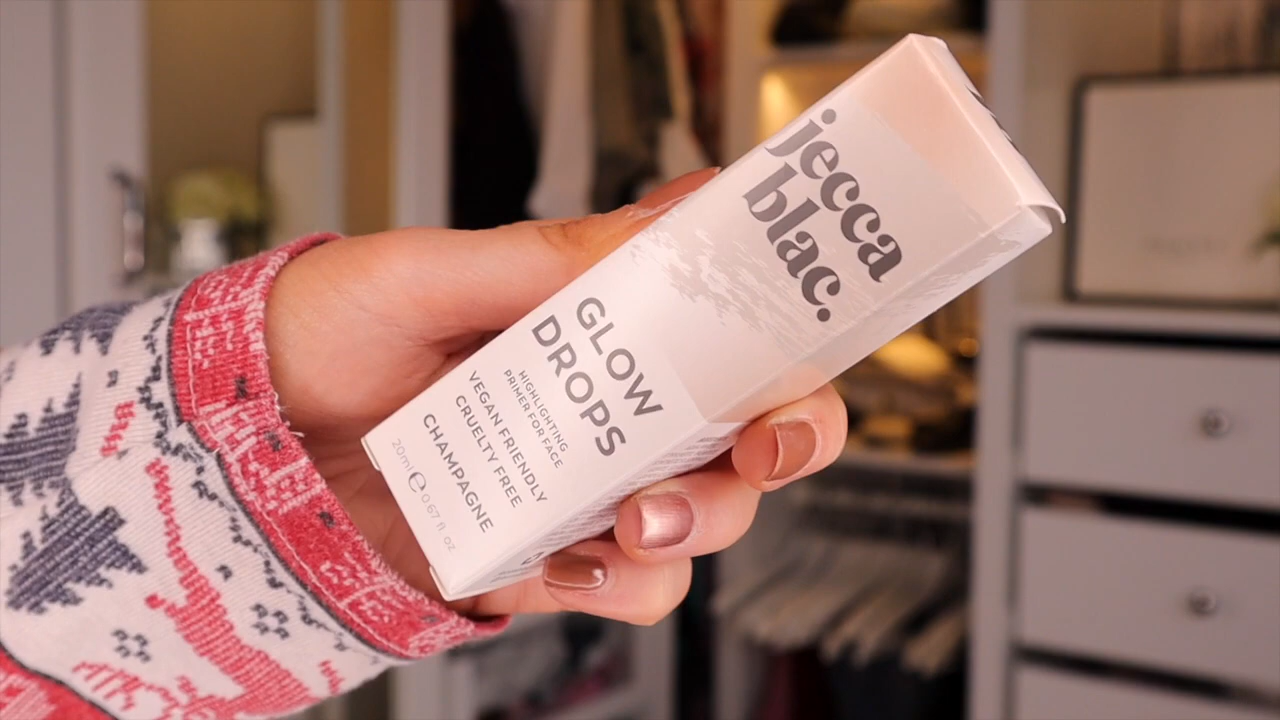 jecca
blac.
GLOW
DROPS
HIGHLIGHTING
PRIMER FOR FACE
VEGAN FRIENDLY
CRUELTY FREE
CHAMPAGNE
20ml ℮ 0.67 fl oz